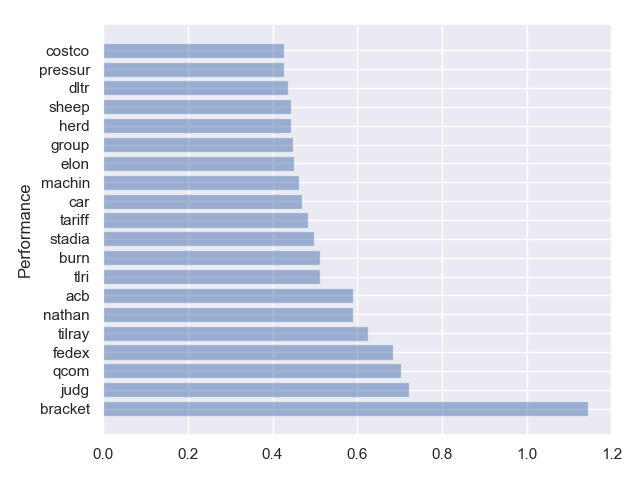 costco
pressur
dltr
sheep
herd
group
elon
machin
car
tariff
stadia
burn
tlri
acb
nathan
tilray
fedex
qcom
judg
bracket
Performance
0.0 0.2 0.4 0.6 0.8 1.0 1.2